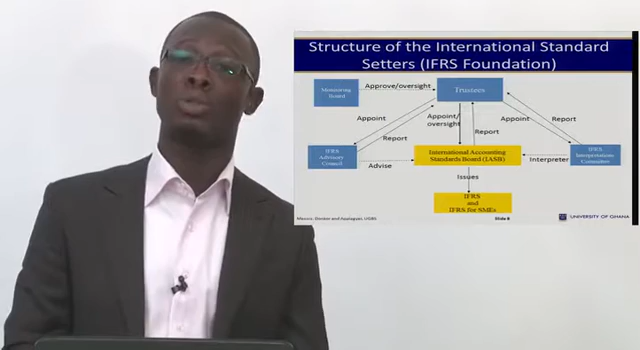 Structure of the International Standard
Setters (IFRS Foundation)
Monitoring
Board
Approve/oversight
Trustees
Appoint
Report
Appoint/
oversight
Report
Appoint
Report
IFRS
Advisory
Council
Advise
International Accounting
Standards Board (IASB)
Interpreter
IFRS
Interpretation
Committee
Issues
IFRS
and
IFRS for SMEs
Slide 8
UNIVERSITY OF GHANA